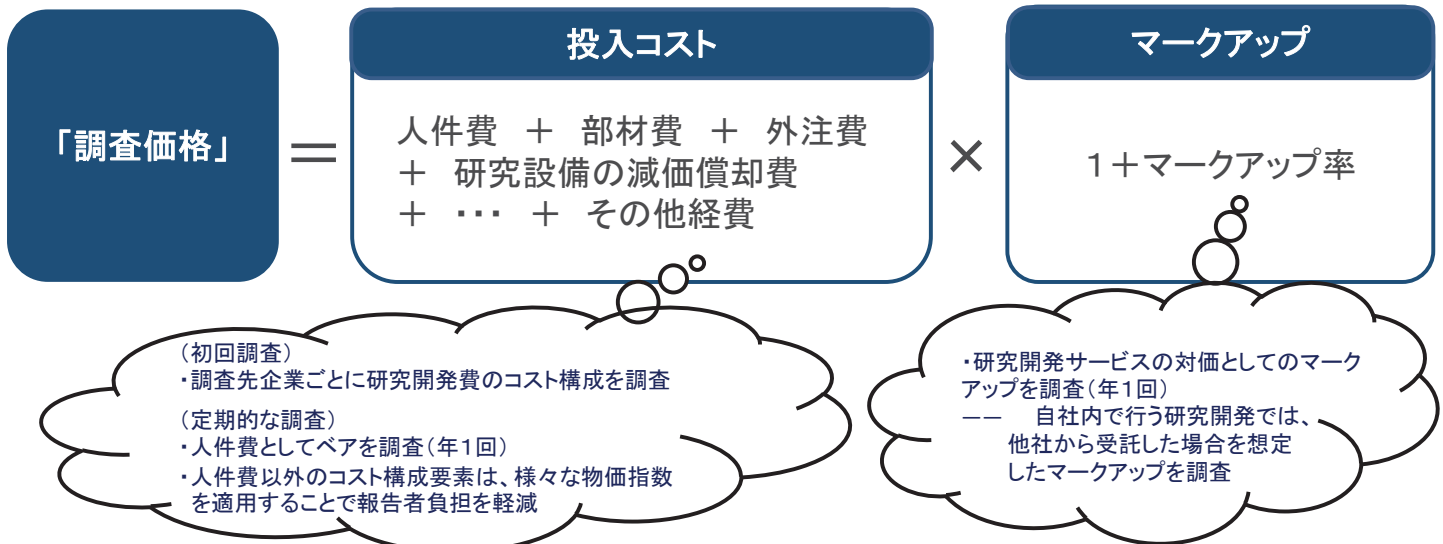 「調査価格」
＝
投入コスト
人件費 ＋ 部材費 ＋ 外注費
＋ 研究設備の減価償却費
＋ ・・・ ＋ その他経費
×
マークアップ
１＋マークアップ率
（初回調査）
・調査先企業ごとに研究開発費のコスト構成を調査
（定期的な調査）
・人件費としてベアを調査（年１回）
・人件費以外のコスト構成要素は、様々な物価指数
を適用することで報告者負担を軽減
・研究開発サービスの対価としてのマーク
アップを調査（年１回）
―― 自社内で行う研究開発では、
他社から受託した場合を想定
したマークアップを調査